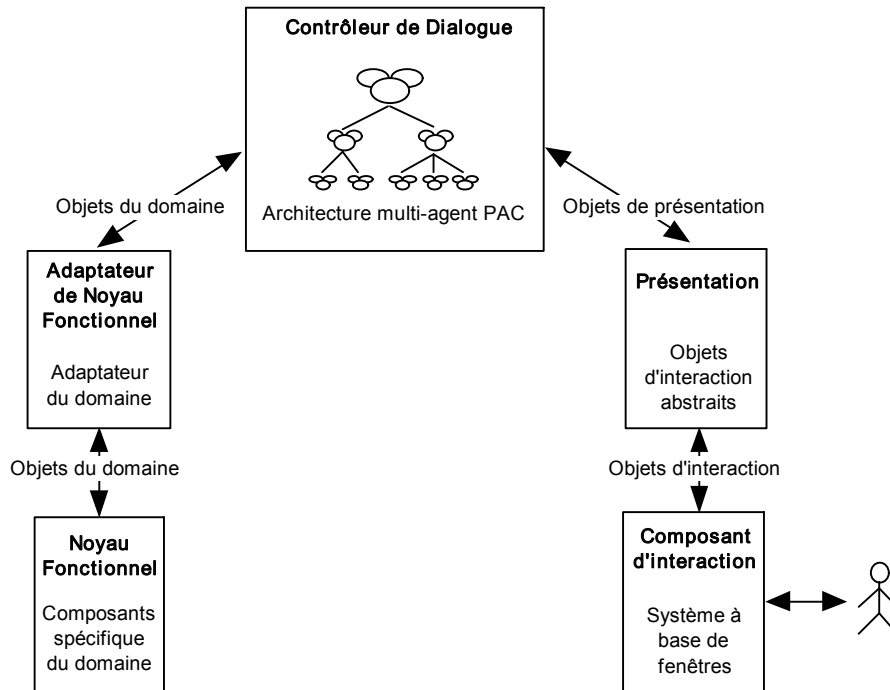 Contrôleur de Dialogue
Architecture multi-agent PAC
Objets du domaine
Objets de présentation
Adaptateur
de Noyau
Fonctionnel
Adaptateur
du domaine
Présentation
Objets
d'interaction
abstraits
Objets du domaine
Objets d'interaction
Noyau
Fonctionnel
Composants
spécifique
du domaine
Composant
d'interaction
Système à
base de
fenêtres